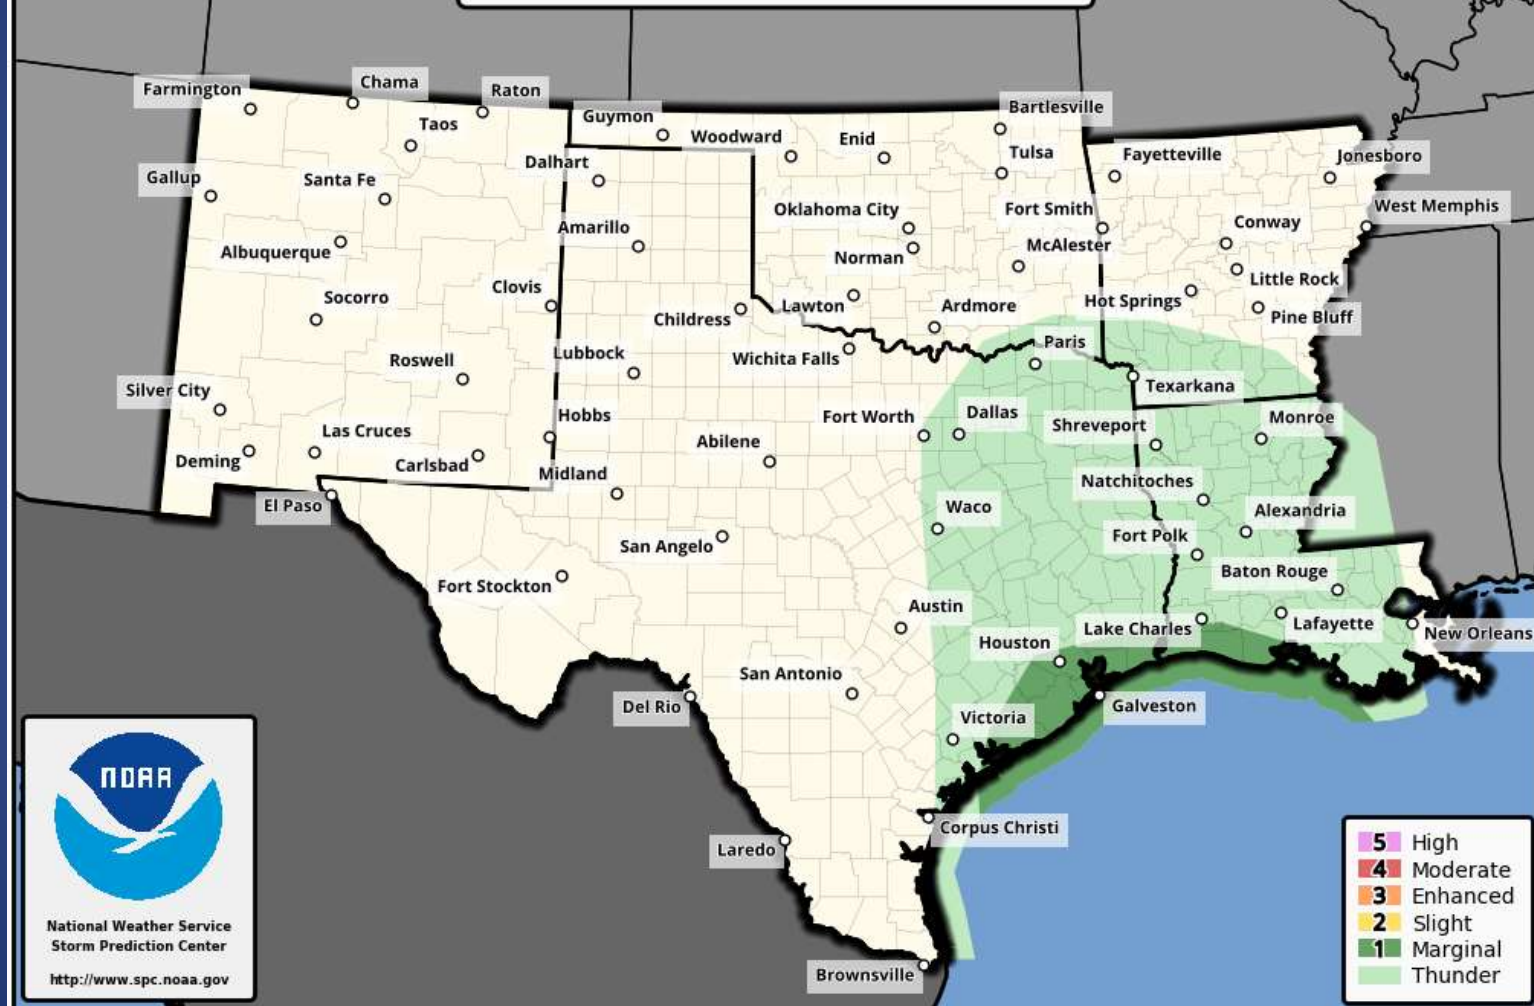 Farmington
Chama
Raton
Guymon
Bartlesville
Taos
Woodward
Enid
Dalhart
Tulsa
Fayetteville
Jonesboro
Gallup
Santa Fe
Oklahoma City
Fort Smith
West Memphis
Amarillo
Conway
Albuquerque
Norman
McAlester
Clovis
Little Rock
Socorro
Childress
Lawton
Ardmore
Hot Springs
Pine Bluff
Roswell
Lubbock
Wichita Falls
Paris
Silver City
Texarkana
Las Cruces
Hobbs
Fort Worth
Dallas
Shreveport
Monroe
Deming
Carlsbad
Abilene
Midland
Natchitoches
El Paso
Waco
Alexandria
San Angelo
Fort Polk
Fort Stockton
Baton Rouge
Austin
Lake Charles
Lafayette
New Orleans
Houston
San Antonio
Del Rio
Victoria
Galveston
Corpus Christi
Laredo
Brownsville
NOAA
National Weather Service
Storm Prediction Center
http://www.spc.noaa.gov
5 High
4 Moderate
3 Enhanced
2 Slight
1 Marginal
Thunder